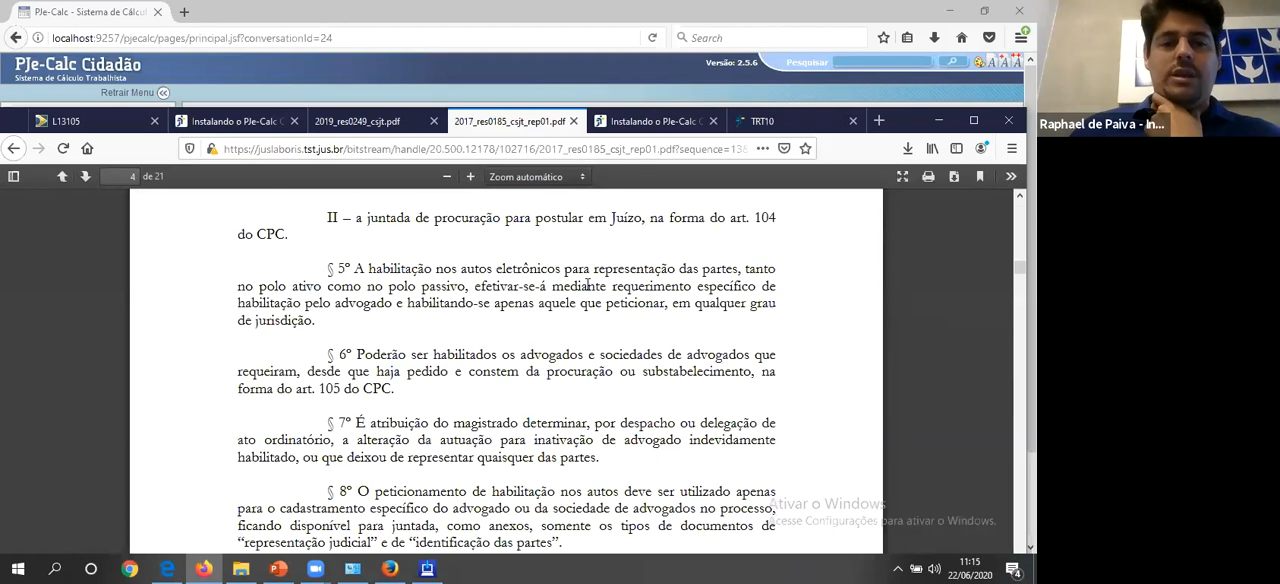 PJe-Calc - Sistema de Cálcul
localhost:9257/pjecalc/pages/principal.jsf?conversationId=24
Search
PJe-Calc Cidadão
Sistema de Cálculo Trabalhista
Versão: 2.5.6
Pesquisar
A A A
Retrair Menu
L13105
Instalando o PJe-Calc C
2019_res0249_csjt.pdf
2017_res0185_csjt_rep01.pdf
Instalando o PJe-Calc C
TRT10
https://juslaboris.tst.jus.br/bitstream/handle/20.500.12178/102716/2017_res0185_csjt_rep01.pdf?sequence=13
4 de 21
Zoom automático
II – a juntada de procuração para postular em Juízo, na forma do art. 104
do CPC.
§ 5º A habilitação nos autos eletrônicos para representação das partes, tanto
no polo ativo como no polo passivo, efetivar-se-á mediante requerimento específico de
habilitação pelo advogado e habilitando-se apenas aquele que peticionar, em qualquer grau
de jurisdição.
§ 6º Poderão ser habilitados os advogados e sociedades de advogados que
requeiram, desde que haja pedido e constem da procuração ou substabelecimento, na
forma do art. 105 do CPC.
§ 7º É atribuição do magistrado determinar, por despacho ou delegação de
ato ordinatório, a alteração da autuação para inativação de advogado indevidamente
habilitado, ou que deixou de representar quaisquer das partes.
§ 8º O peticionamento de habilitação nos autos deve ser utilizado apenas
para o cadastramento específico do advogado ou da sociedade de advogados no processo,
ficando disponível para juntada, como anexos, somente os tipos de documentos de
“representação judicial” e de “identificação das partes”.
Ativar o Windows
Acesse Configurações para ativar o Windows.
Raphael de Paiva - In...
11:15
22/06/2020
4